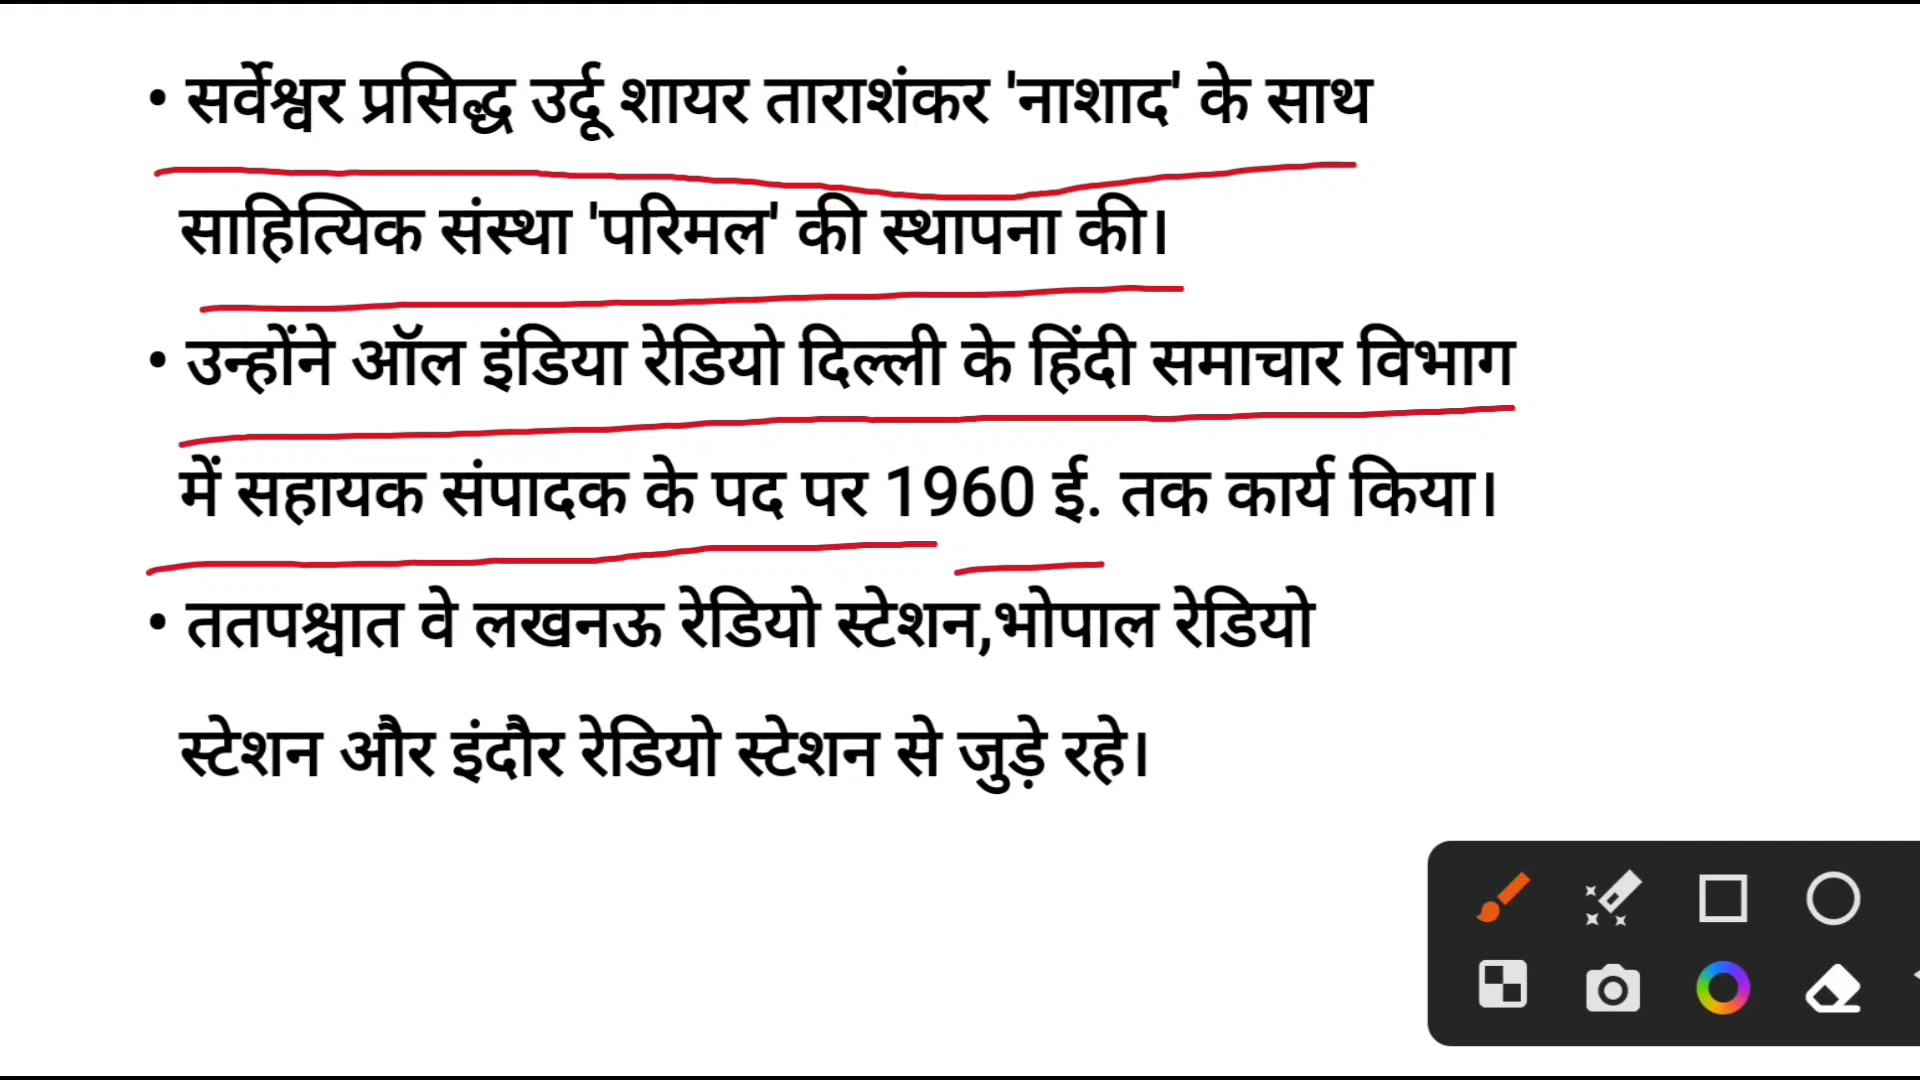 • सर्वेश्वर प्रसिद्ध उर्दू शायर ताराशंकर 'नाशाद' के साथ
साहित्यिक संस्था 'परिमल' की स्थापना की।
• उन्होंने ऑल इंडिया रेडियो दिल्ली के हिंदी समाचार विभाग
में सहायक संपादक के पद पर 1960 ई. तक कार्य किया।
• ततपश्चात वे लखनऊ रेडियो स्टेशन,भोपाल रेडियो
स्टेशन और इंदौर रेडियो स्टेशन से जुड़े रहे।